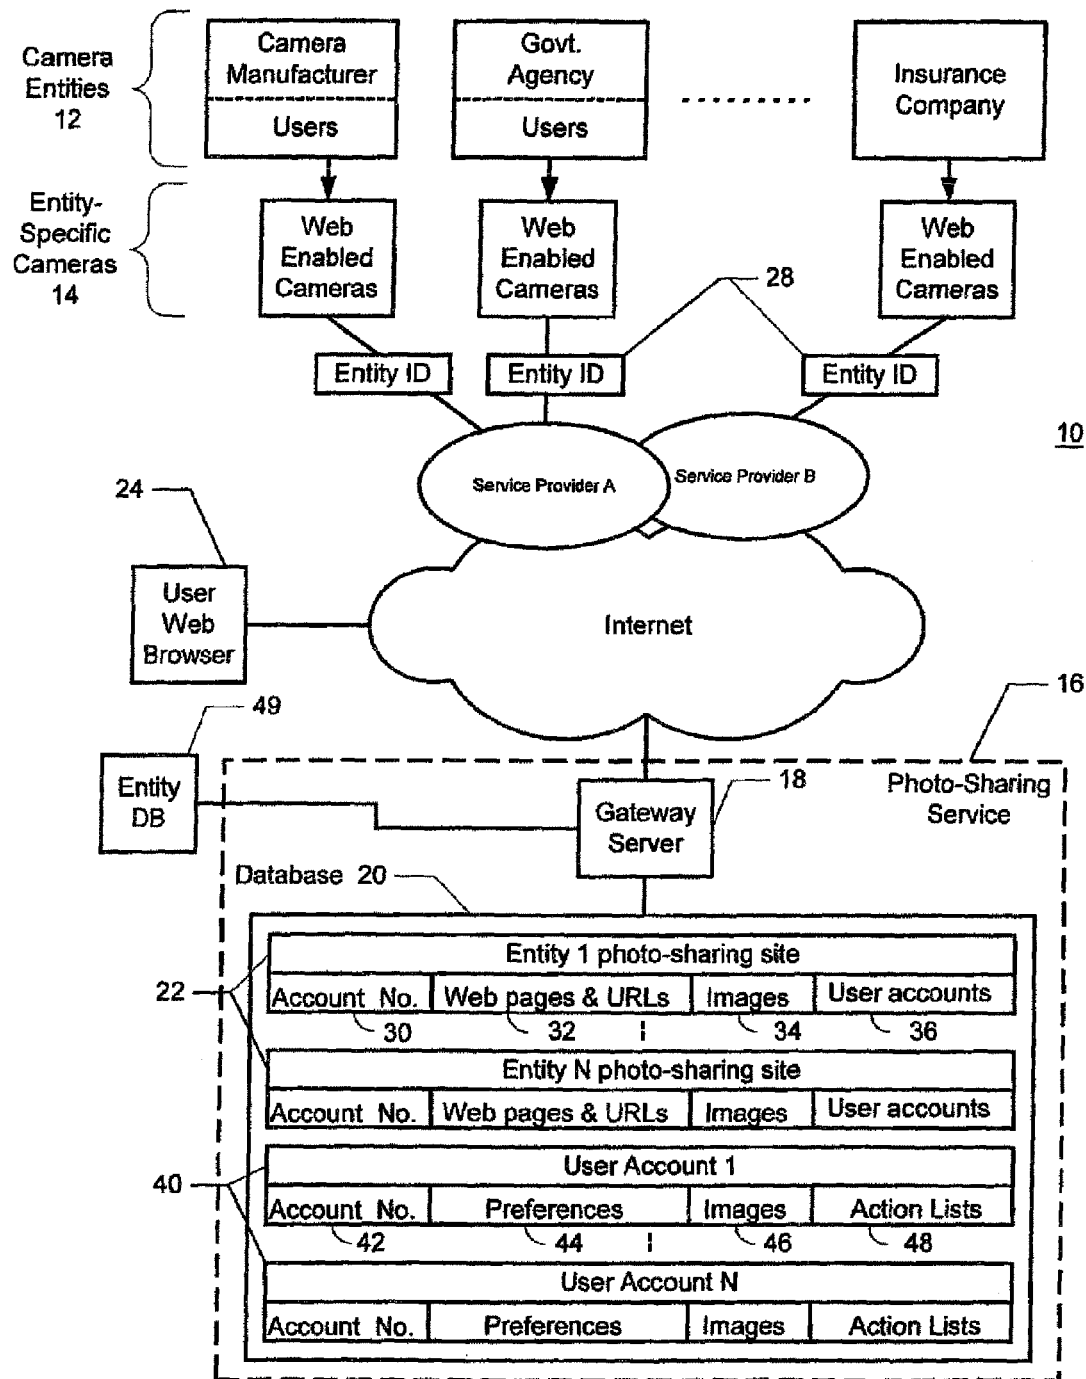 Camera
Entities
12
Camera
Manufacturer
Users
Govt.
Agency
Users
Insurance
Company
Entity-
Specific
Cameras
14
Web
Enabled
Cameras
Web
Enabled
Cameras
Web
Enabled
Cameras
28
Entity ID
Entity ID
Entity ID
10
Service Provider A
Service Provider B
24
User
Web
Browser
Internet
16
49
Entity
DB
18
Gateway
Server
Photo-Sharing
Service
Database 20
Entity 1 photo-sharing site
22
Account No.
Web pages & URLs
Images
User accounts
30
32
34
36
Entity N photo-sharing site
Account No.
Web pages & URLs
Images
User accounts
User Account 1
40
Account No.
Preferences
Images
Action Lists
42
44
46
48
User Account N
Account No.
Preferences
Images
Action Lists